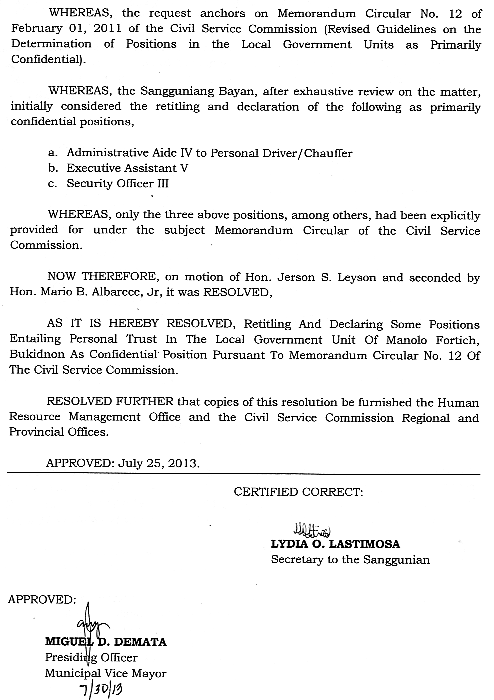 WHEREAS, the request anchors on Memorandum Circular No. 12 of
February 01, 2011 of the Civil Service Commission (Revised Guidelines on the
Determination of Positions in the Local Government Units as Primarily
Confidential).
WHEREAS, the Sangguniang Bayan, after exhaustive review on the matter,
initially considered the retitling and declaration of the following as primarily
confidential positions,
a. Administrative Aide IV to Personal Driver/Chauffer
b. Executive Assistant V
c. Security Officer III
WHEREAS, only the three above positions, among others, had been explicitly
provided for under the subject Memorandum Circular of the Civil Service
Commission.
NOW THEREFORE, on motion of Hon. Jerson S. Leyson and seconded by
Hon. Mario B. Albarece, Jr, it was RESOLVED,
AS IT IS HEREBY RESOLVED, Retitling And Declaring Some Positions
Entailing Personal Trust In The Local Government Unit Of Manolo Fortich,
Bukidnon As Confidential Position Pursuant To Memorandum Circular No. 12 Of
The Civil Service Commission.
RESOLVED FURTHER that copies of this resolution be furnished the Human
Resource Management Office and the Civil Service Commission Regional and
Provincial Offices.
APPROVED: July 25, 2013.
CERTIFIED CORRECT:
LYDIA O. LASTIMOSA
Secretary to the Sanggunian
APPROVED:
MIGUEL D. DEMATA
Presiding Officer
Municipal Vice Mayor
7/30/13